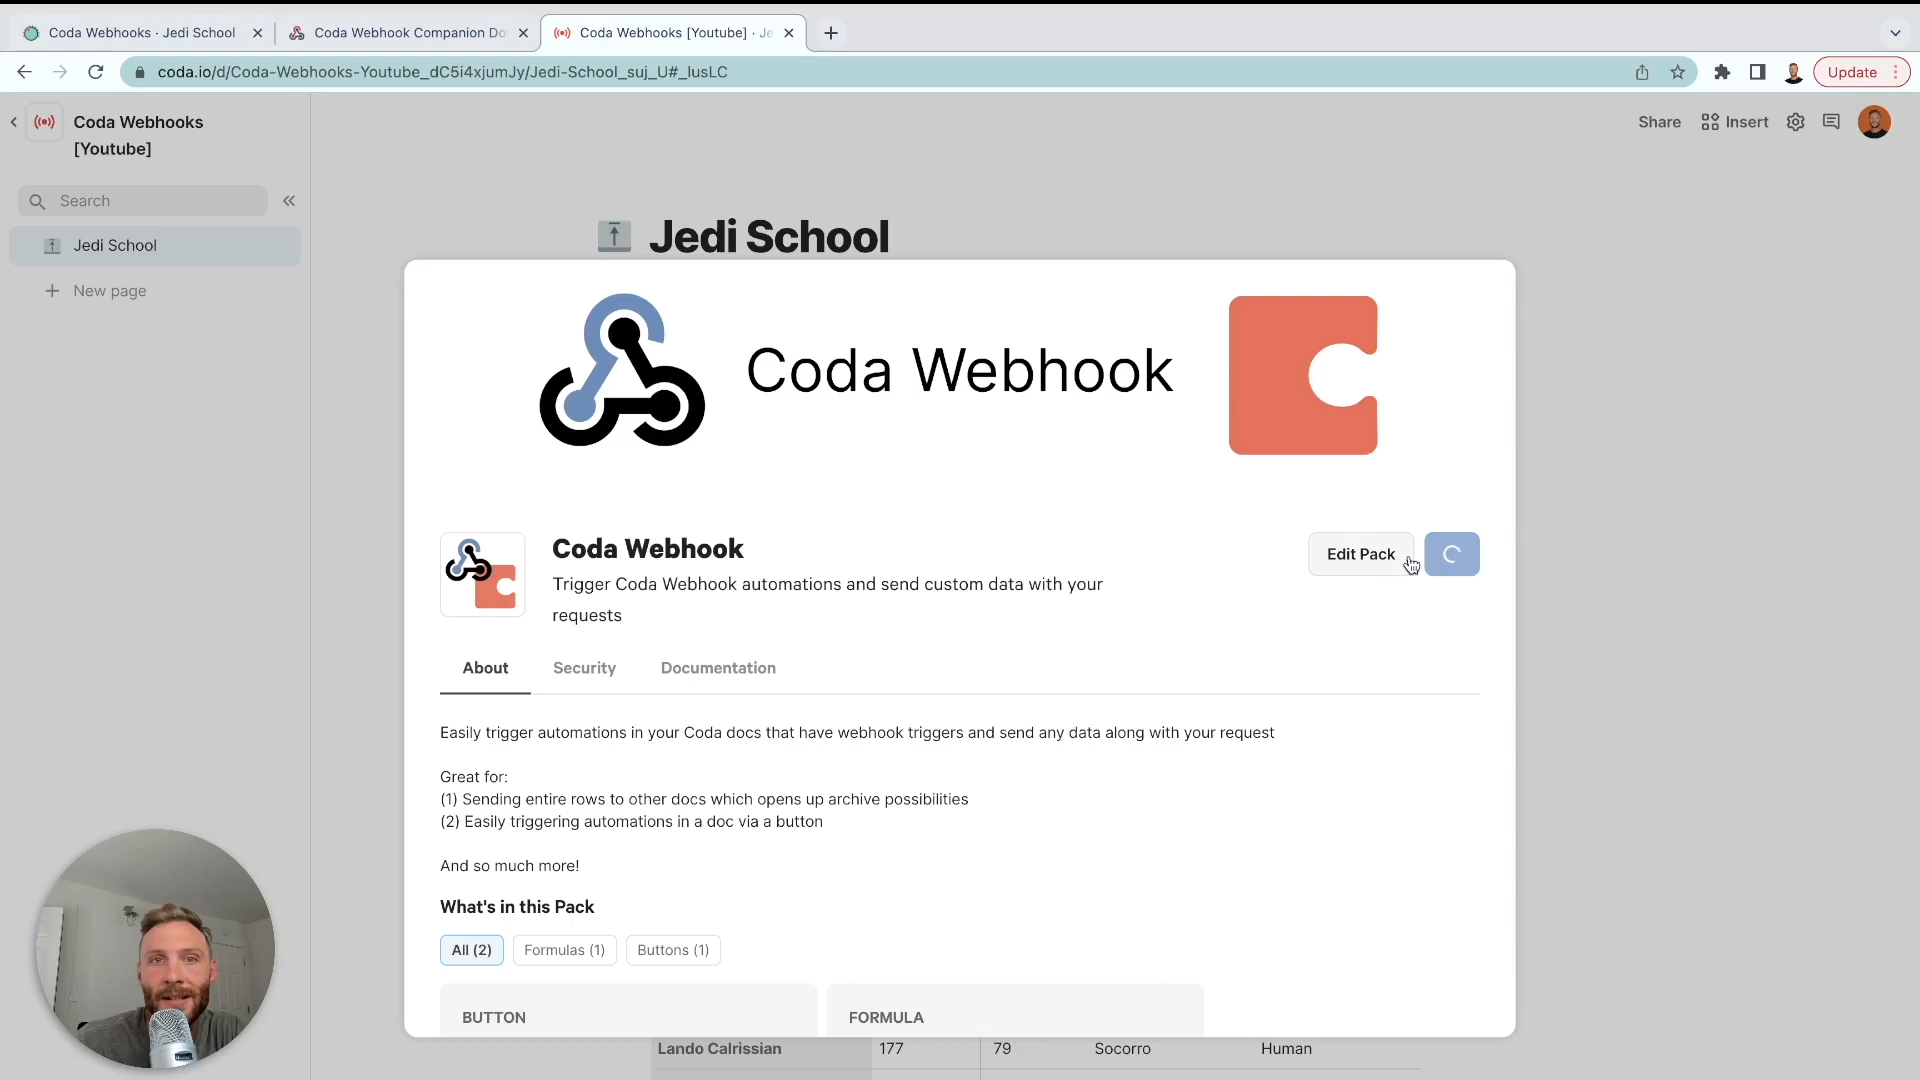 Coda Webhooks · Jedi School
Coda Webhook Companion Do
Coda Webhooks [Youtube] · Je
coda.io/d/Coda-Webhooks-Youtube_dC5i4xjumJy/Jedi-School_suj_U#_lusLC
Update
Coda Webhooks
[Youtube]
Share
Insert
Search
Jedi School
New page
Jedi School
Coda Webhook
Coda Webhook
Trigger Coda Webhook automations and send custom data with your
requests
Edit Pack
About Security Documentation
Easily trigger automations in your Coda docs that have webhook triggers and send any data along with your request
Great for:
(1) Sending entire rows to other docs which opens up archive possibilities
(2) Easily triggering automations in a doc via a button
And so much more!
What's in this Pack
All (2) Formulas (1) Buttons (1)
BUTTON FORMULA
Lando Calrissian 177 79 Socorro Human